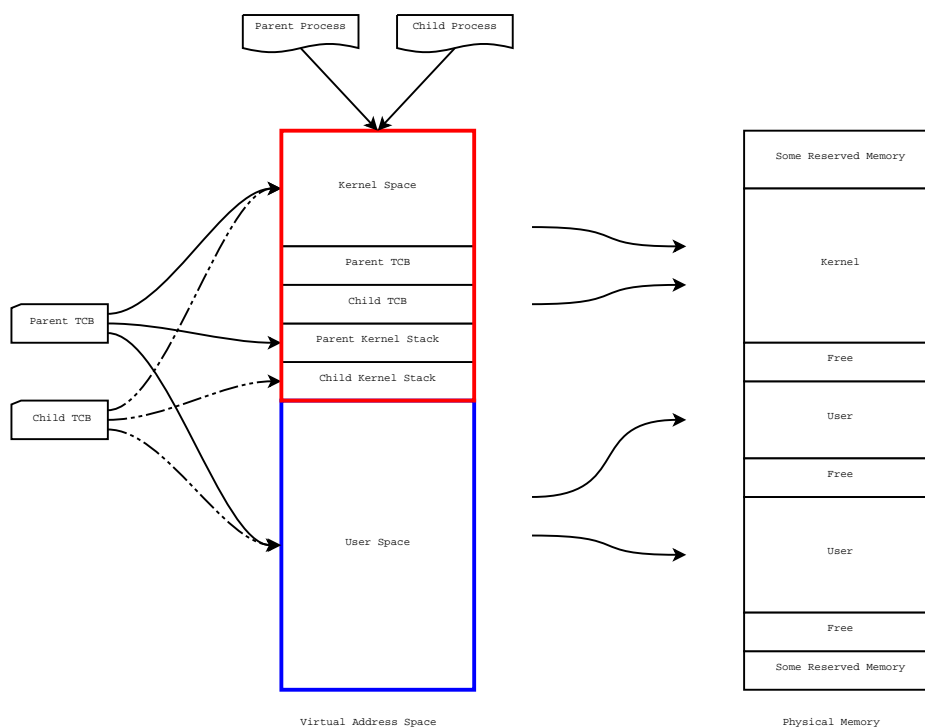 Parent Process
Child Process
Kernel Space
Parent TCB
Child TCB
Parent Kernel Stack
Child Kernel Stack
User Space
Virtual Address Space
Parent TCB
Child TCB
Some Reserved Memory
Kernel
Free
User
Free
User
Free
Some Reserved Memory
Physical Memory